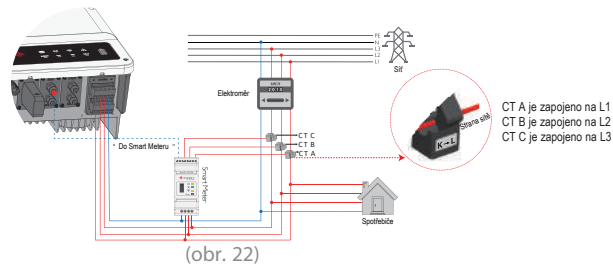 PE
N
L3
L2
L1
Síť
Elektroměr
2010
CT C
CT B
CT A
" Do Smart Meteru "
Smart Meter
Strana sítě
K→L
CT A je zapojeno na L1
CT B je zapojeno na L2
CT C je zapojeno na L3
Spotřebiče
(obr. 22)